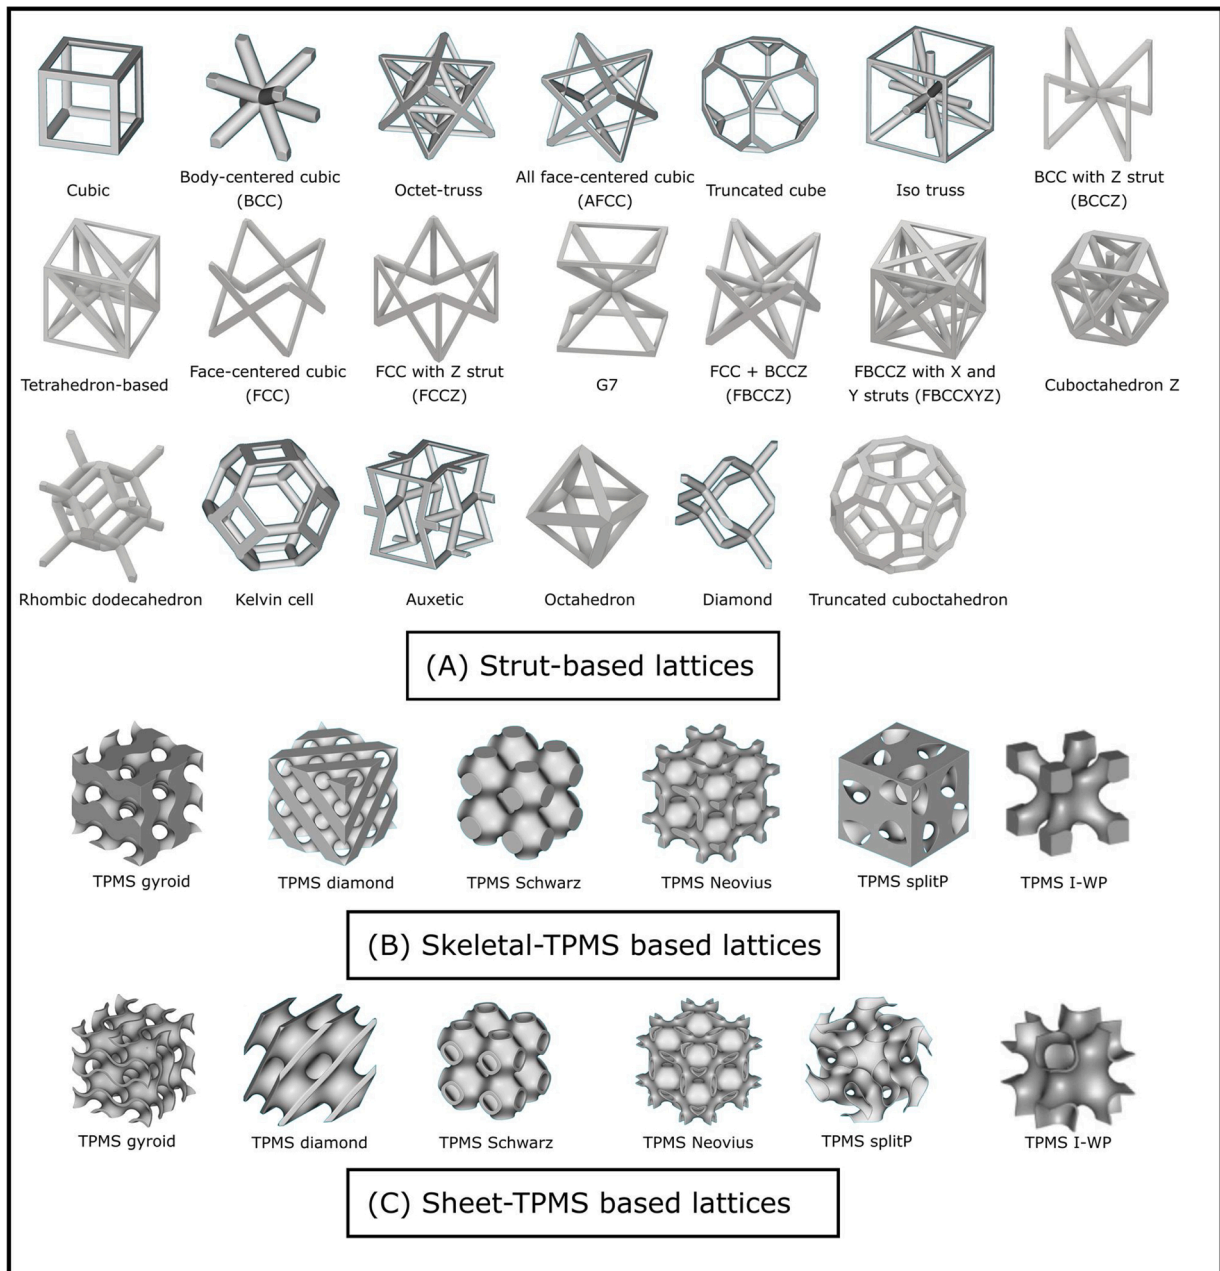 Cubic
Body-centered cubic
(BCC)
Octet-truss
All face-centered cubic
(AFCC)
Truncated cube
Iso truss
BCC with Z strut
(BCCZ)
Tetrahedron-based
Face-centered cubic
(FCC)
FCC with Z strut
(FCCZ)
G7
FCC + BCCZ
(FBCCZ)
FBCCZ with X and
Y struts (FBCCXYZ)
Cuboctahedron Z
Rhombic dodecahedron
Kelvin cell
Auxetic
Octahedron
Diamond
Truncated cuboctahedron
(A) Strut-based lattices
TPMS gyroid
TPMS diamond
TPMS Schwarz
TPMS Neovius
TPMS splitP
TPMS I-WP
(B) Skeletal-TPMS based lattices
TPMS gyroid
TPMS diamond
TPMS Schwarz
TPMS Neovius
TPMS splitP
TPMS I-WP
(C) Sheet-TPMS based lattices